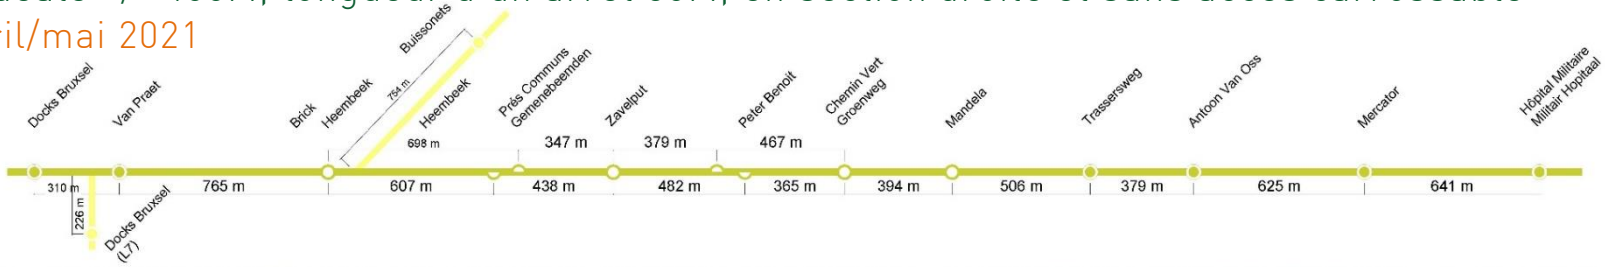 ril/mai 2021
Docks Bruxsel
Van Praet
Brick
Heembeek
Buissonets
754 m
Heembeek
Prés Communs
Gemenebeemden
Zavelput
Peter Benoit
Chemin Vert
Groenweg
Mandela
Trassersweg
Antoon Van Oss
Mercator
Hôpital Militaire
Militair Hopitaal
698 m
347 m
379 m
467 m
310 m
765 m
607 m
438 m
482 m
365 m
394 m
506 m
379 m
625 m
641 m
226 m
Docks Bruxsel
(L7)